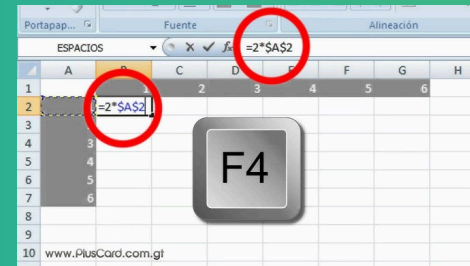 Portapap... Fuente Alineación
ESPACIOS fx =2*$A$2
A B C D E F G H
1 1 2 3 4 5 6
2 =2*$A$2
3
4 3
5 4
6 5
7 6
8
9
10 www.PlusCard.com.gt
F4